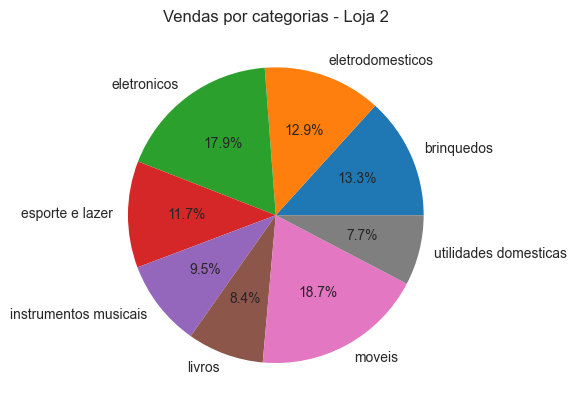 Vendas por categorias - Loja 2
eletrodomesticos
eletronicos
12.9%
17.9%
brinquedos
13.3%
esporte e lazer
11.7%
7.7%
utilidades domesticas
9.5%
8.4%
18.7%
instrumentos musicais
moveis
livros